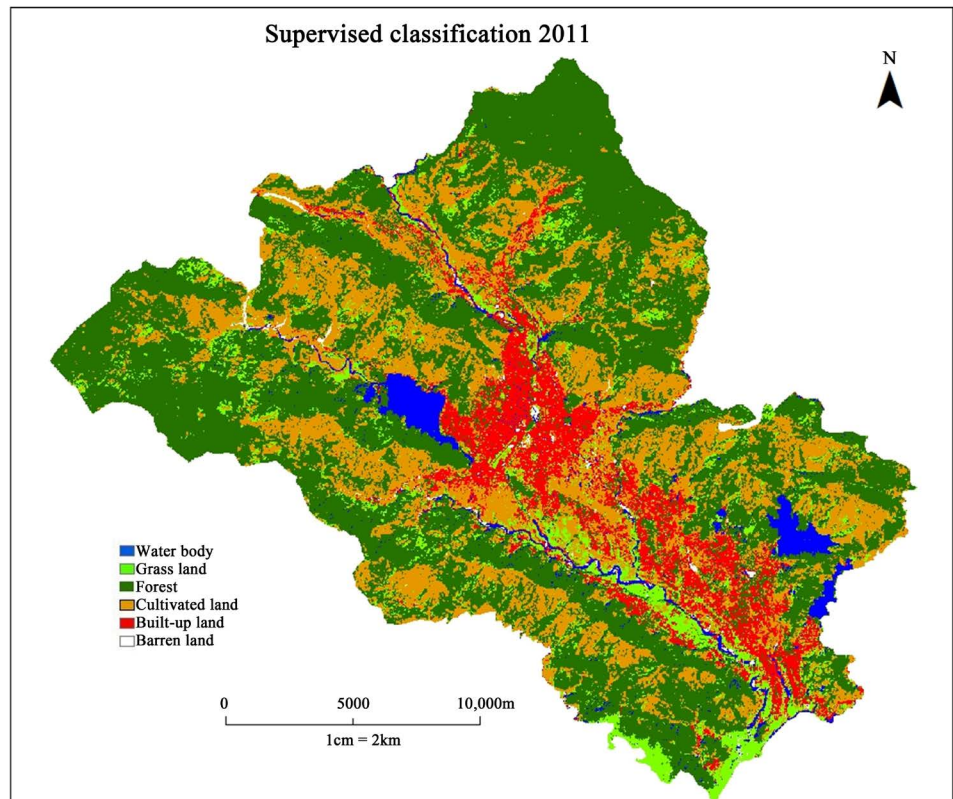 Supervised classification 2011
N
Water body
Grass land
Forest
Cultivated land
Built-up land
Barren land
0 5000 10,000m
1cm = 2km